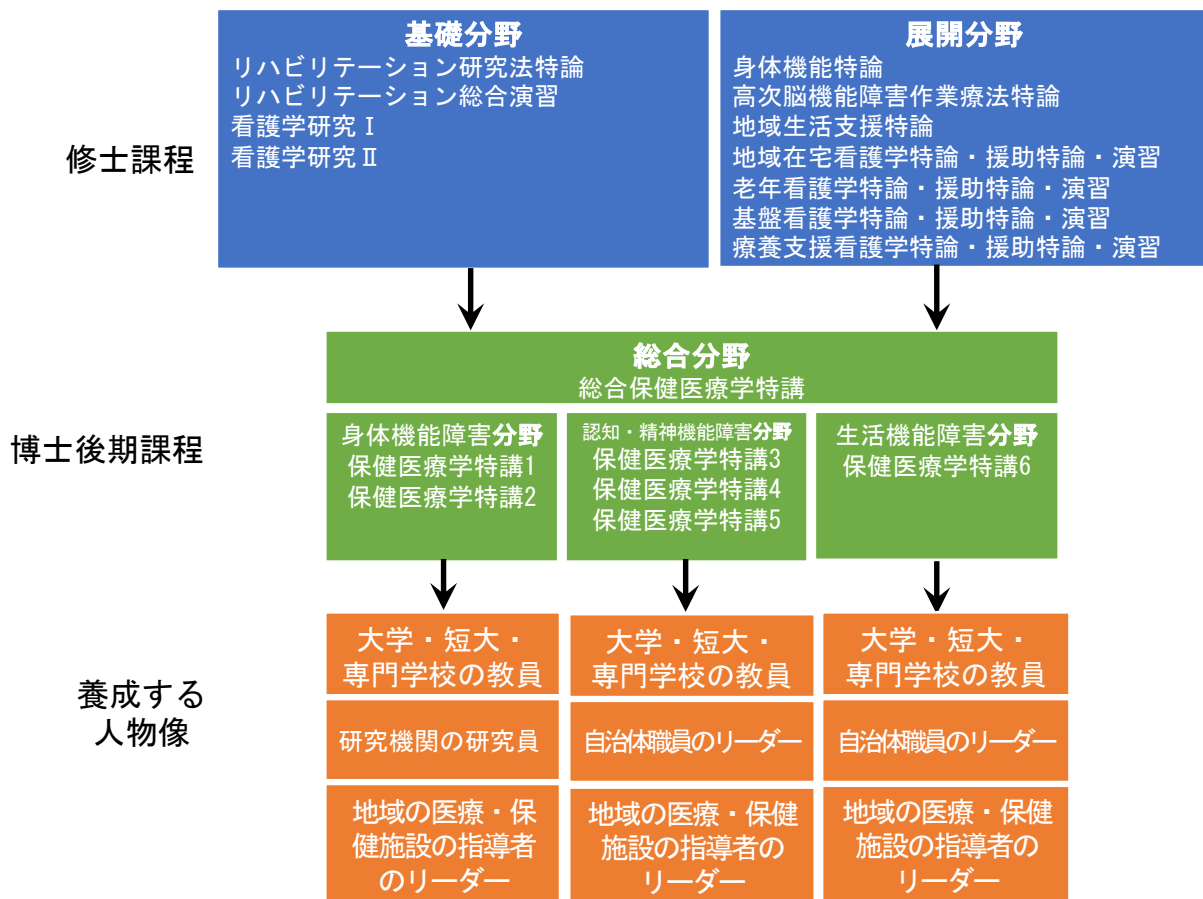 修士課程
基礎分野
リハビリテーション研究法特論
リハビリテーション総合演習
看護学研究Ⅰ
看護学研究Ⅱ
展開分野
身体機能特論
高次脳機能障害作業療法特論
地域生活支援特論
地域在宅看護学特論・援助特論・演習
老年看護学特論・援助特論・演習
基盤看護学特論・援助特論・演習
療養支援看護学特論・援助特論・演習
博士後期課程
総合分野
総合保健医療学特講
身体機能障害分野
保健医療学特講1
保健医療学特講2
認知・精神機能障害分野
保健医療学特講3
保健医療学特講4
保健医療学特講5
生活機能障害分野
保健医療学特講6
養成する
人物像
大学・短大・
専門学校の教員
研究機関の研究員
地域の医療・保
健施設の指導者
のリーダー
大学・短大・
専門学校の教員
自治体職員のリーダー
地域の医療・保健
施設の指導者の
リーダー
大学・短大・
専門学校の教員
自治体職員のリーダー
地域の医療・保健
施設の指導者の
リーダー